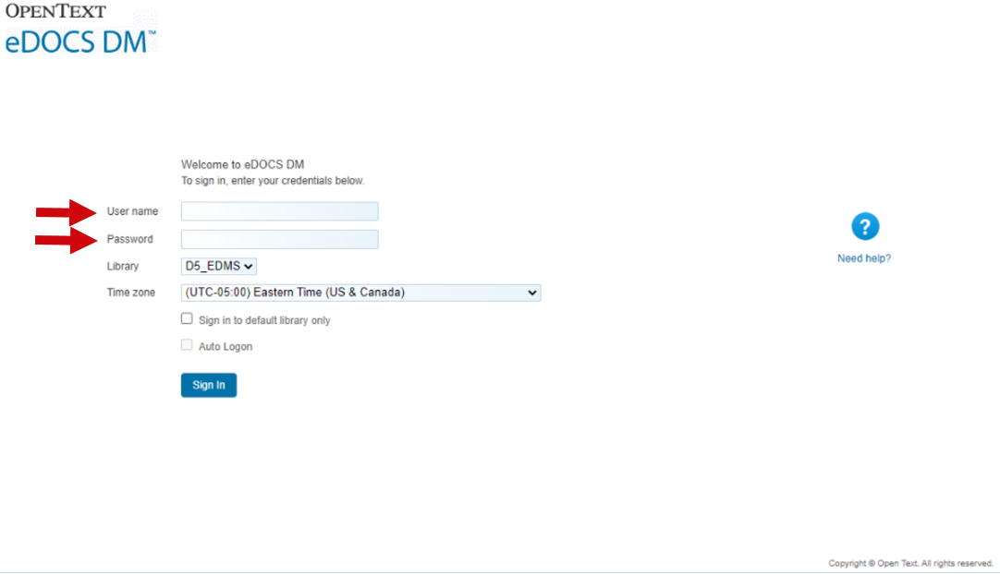 OPENTEXT
eDOCS DM™
Welcome to eDOCS DM
To sign in, enter your credentials below.
User name
Password
Library D5_EDMS
Time zone (UTC-05:00) Eastern Time (US & Canada)
Sign in to default library only
Auto Logon
Sign In
?
Need help?
Copyright © Open Text. All rights reserved.